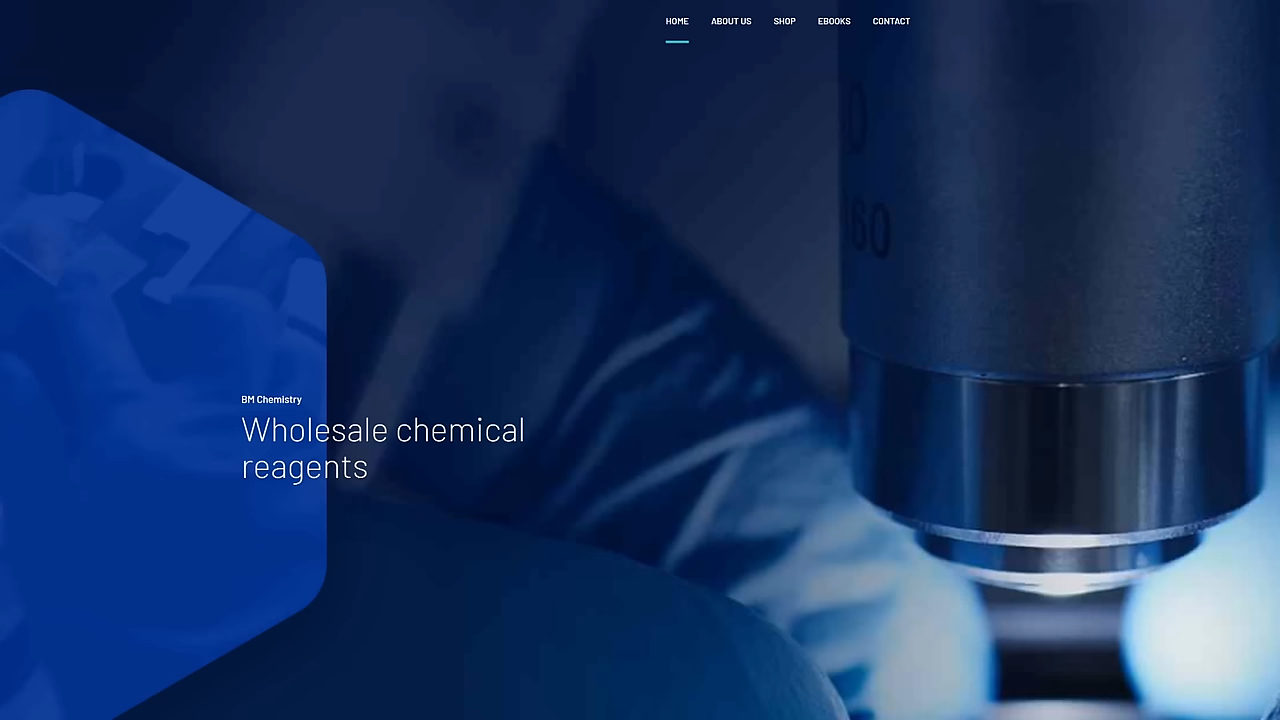 HOME ABOUT US SHOP EBOOKS CONTACT
BM Chemistry
Wholesale chemical
reagents